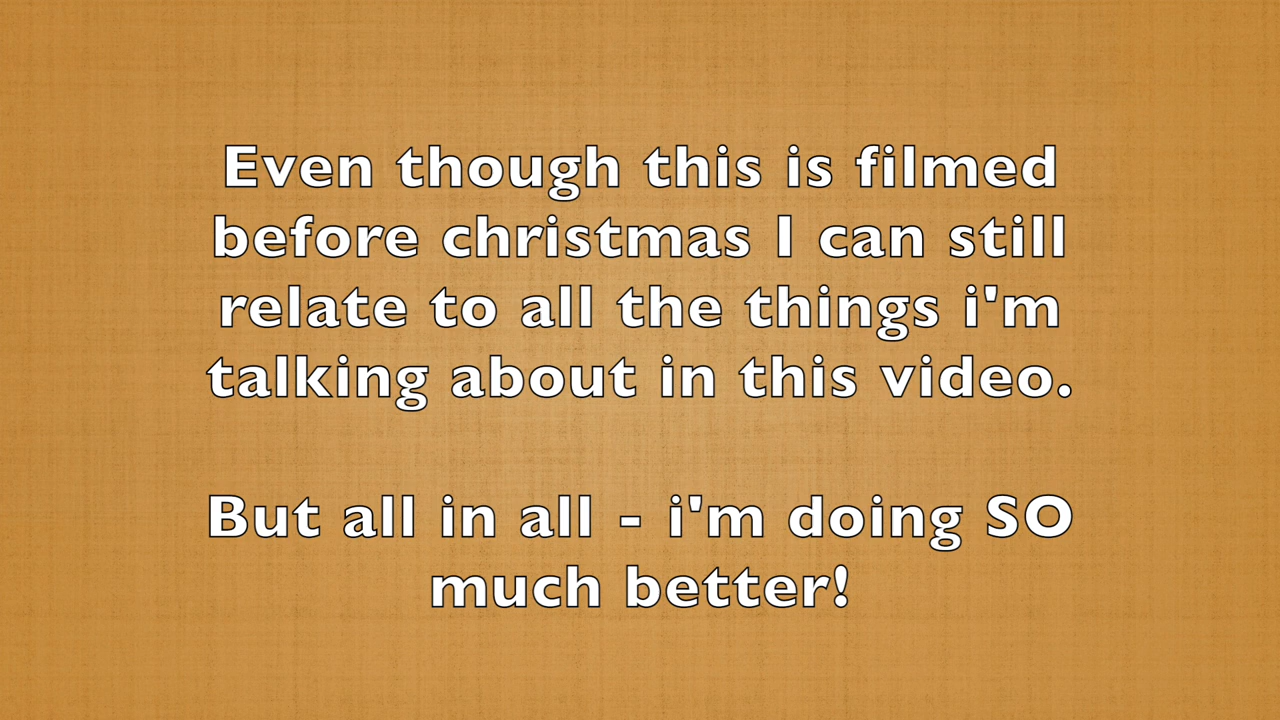 Even though this is filmed
before christmas I can still
relate to all the things i'm
talking about in this video.
But all in all - i'm doing SO
much better!